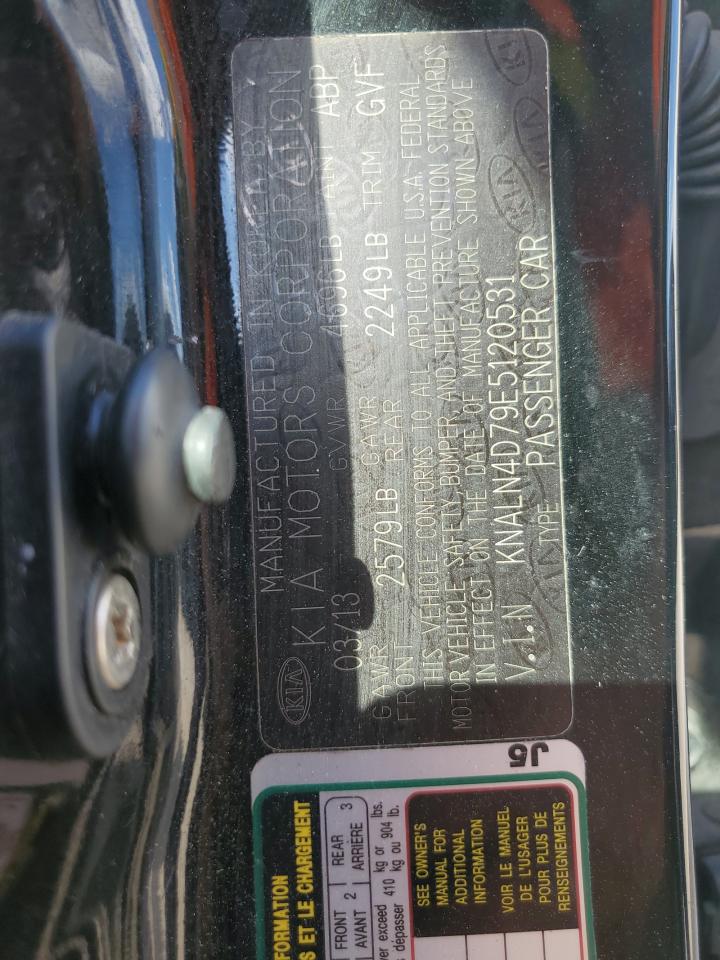 MANUFACTURED IN KOREA BY
KIA KIA MOTORS CORPORATION
03/13 GVWR 4696LB PAINT ABP
GAWR FRONT 2579LB GAWR REAR 2249LB TRIM GVF
THIS VEHICLE CONFORMS TO ALL APPLICABLE U.S.A. FEDERAL
MOTOR VEHICLE SAFETY, BUMPER, AND THEFT PREVENTION STANDARDS
IN EFFECT ON THE DATE OF MANUFACTURE SHOWN ABOVE
V.I.N KNALN4D79E5120531
TYPE PASSENGER CAR
J5
FORMATION
S ET LE CHARGEMENT
FRONT 2 REAR 3
AVANT ARRIÈRE
ver exceed 410 kg or lbs.
s dépasser kg ou 904 lb.
SEE OWNER'S
MANUAL FOR
ADDITIONAL
INFORMATION
VOIR LE MANUEL
DE L'USAGER
POUR PLUS DE
RENSEIGNEMENTS